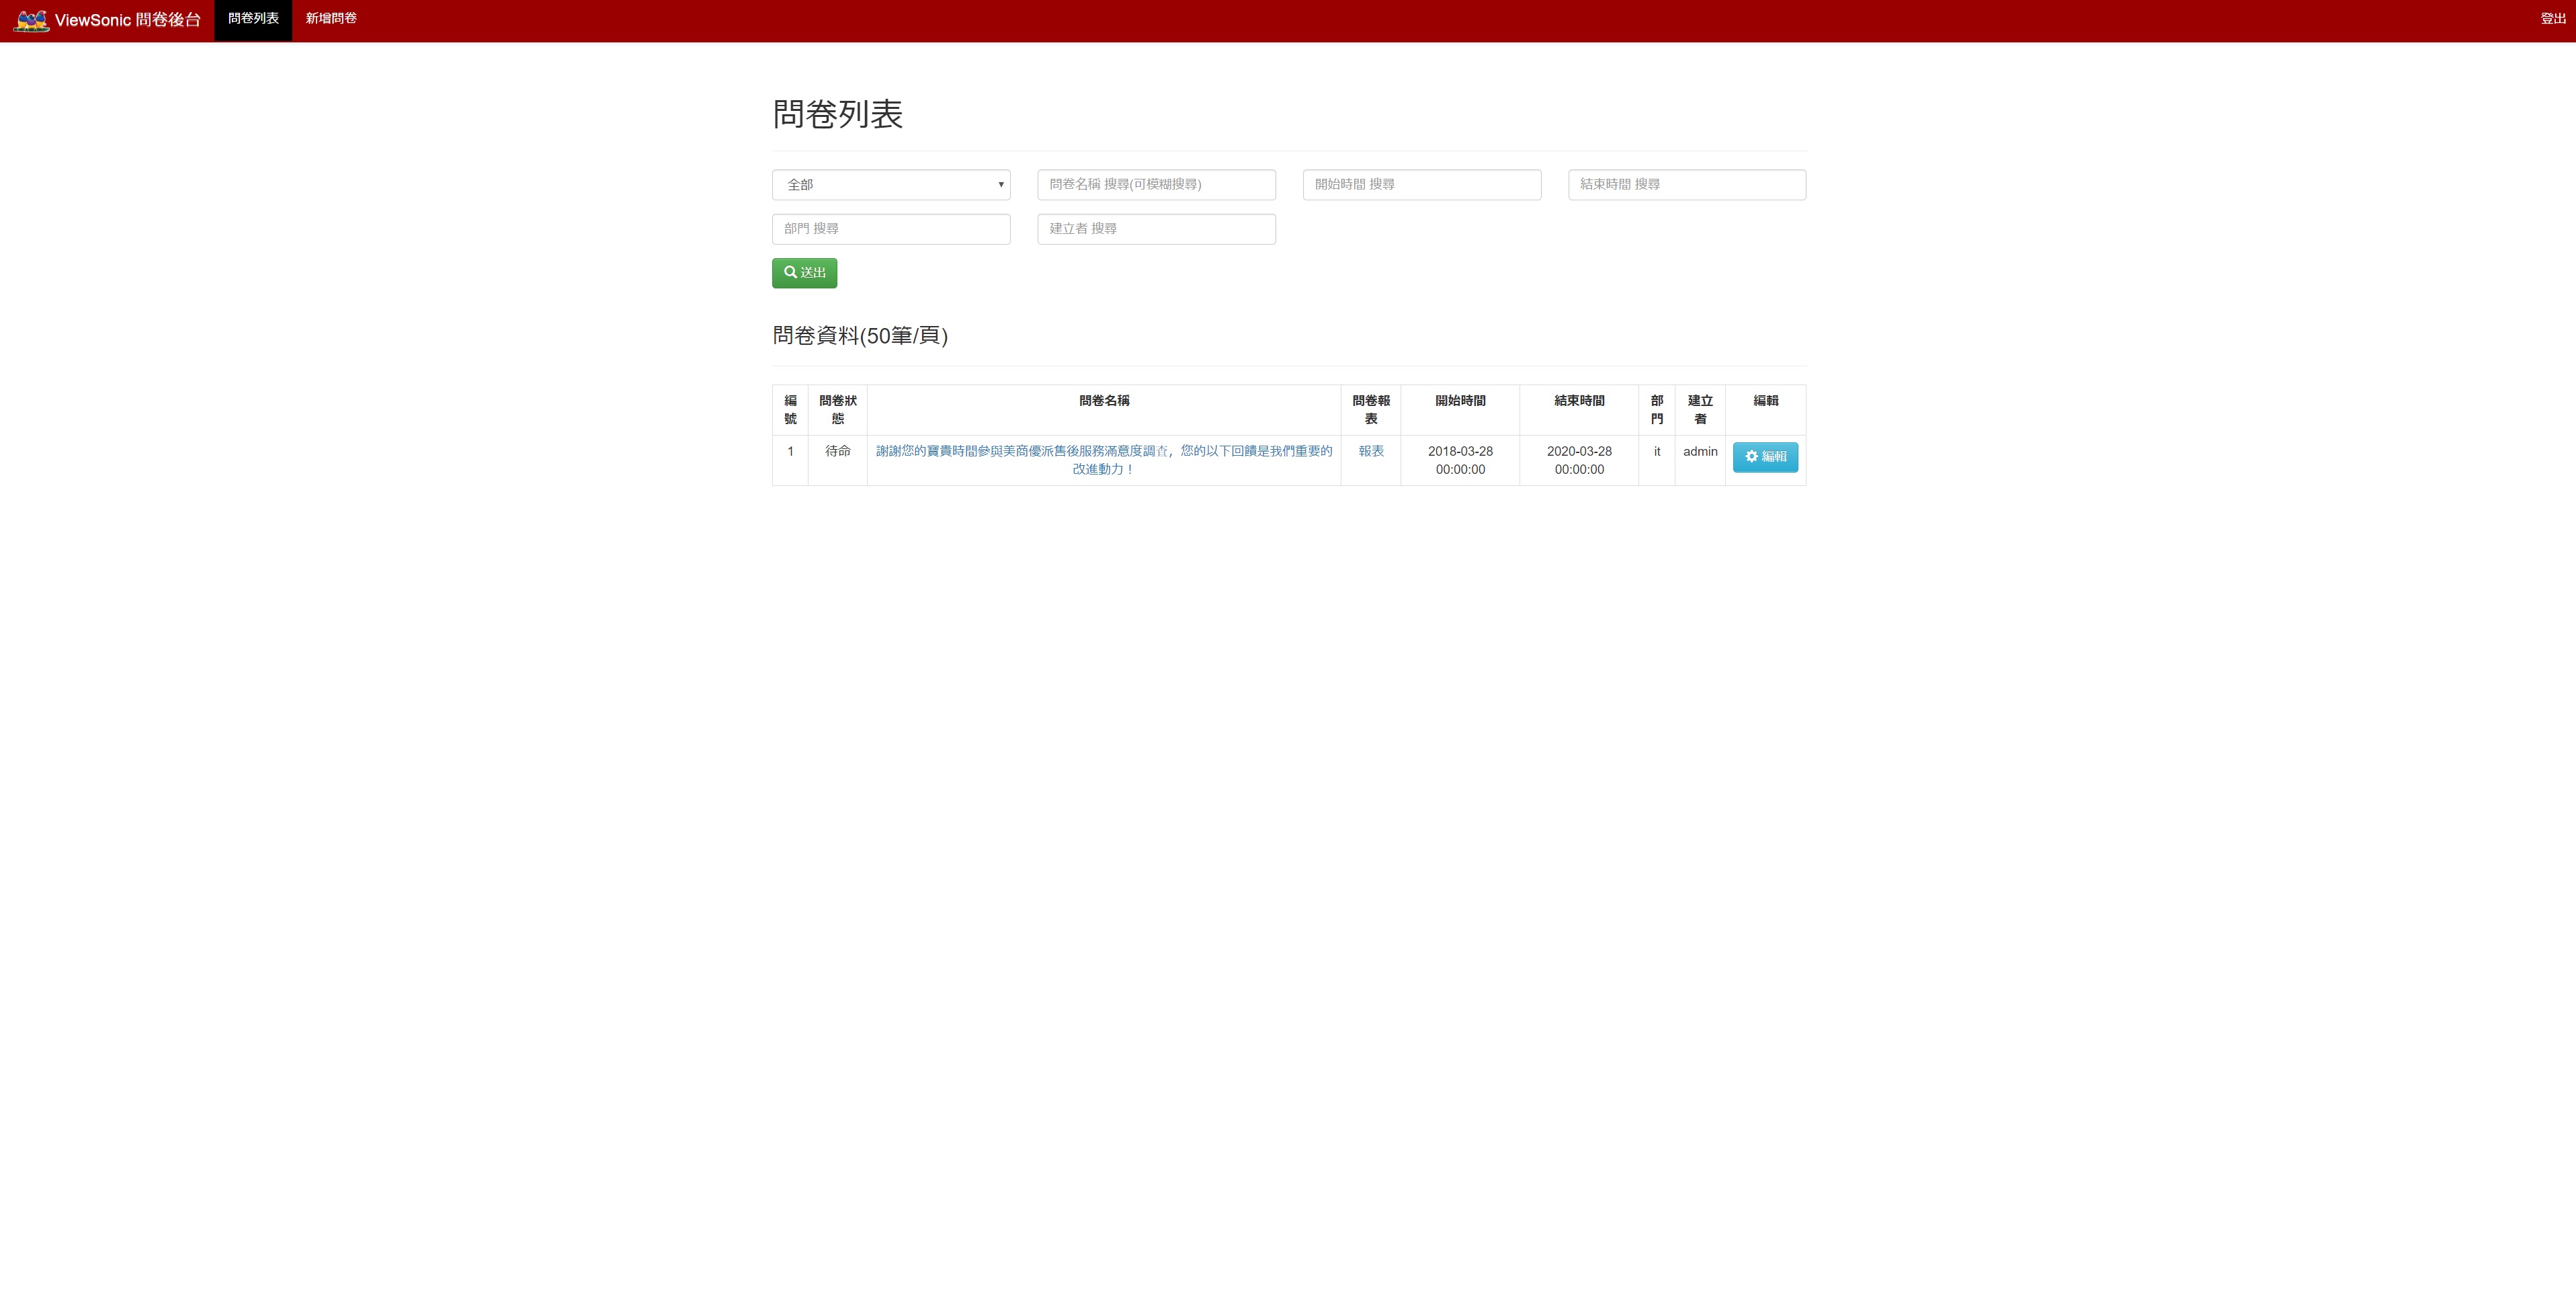 ViewSonic 問卷後台
問卷列表
新增問卷
登出
問卷列表
全部
問卷名稱 搜尋(可模糊搜尋)
開始時間 搜尋
結束時間 搜尋
部門 搜尋
建立者 搜尋
送出
問卷資料(50筆/頁)
編號
問卷狀態
問卷名稱
問卷報表
開始時間
結束時間
部門
建立者
編輯
1
待命
謝謝您的寶貴時間參與美商優派售後服務滿意度調查，您的以下回饋是我們重要的
改進動力！
報表
2018-03-28
00:00:00
2020-03-28
00:00:00
it
admin
編輯